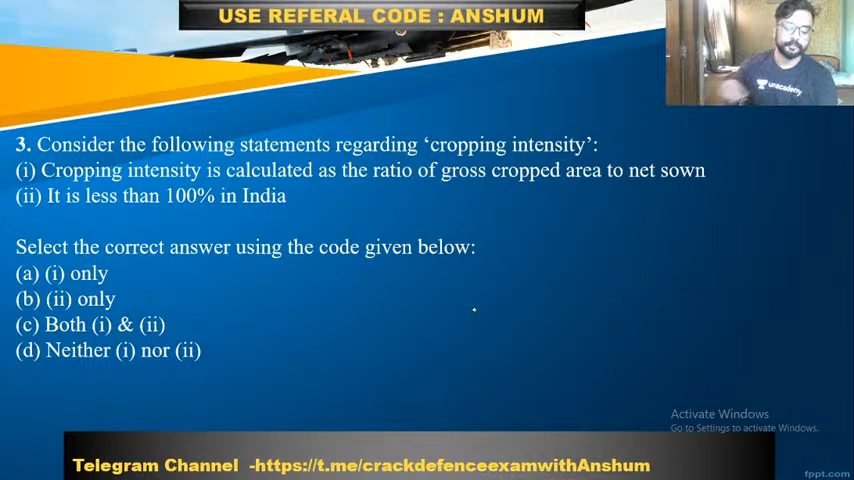 USE REFERAL CODE : ANSHUM
unacademy
3. Consider the following statements regarding ‘cropping intensity’:
(i) Cropping intensity is calculated as the ratio of gross cropped area to net sown
(ii) It is less than 100% in India
Select the correct answer using the code given below:
(a) (i) only
(b) (ii) only
(c) Both (i) & (ii)
(d) Neither (i) nor (ii)
Activate Windows
Go to Settings to activate Windows.
Telegram Channel -https://t.me/crackdefenceexamwithAnshum
fppt.com